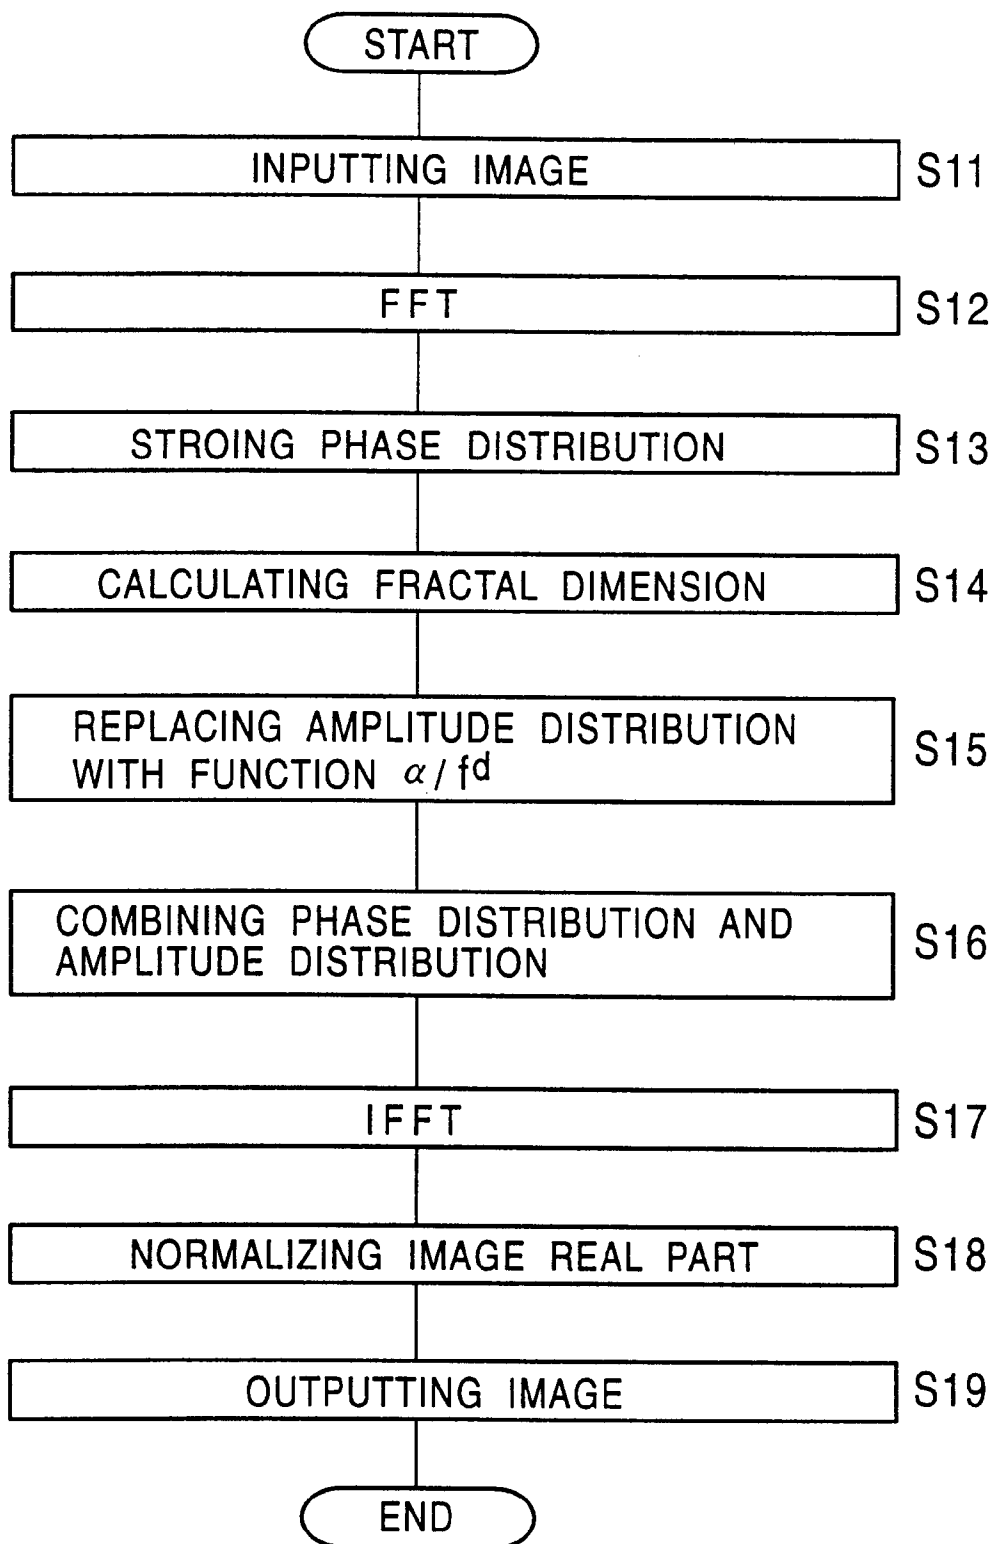 START
INPUTTING IMAGE S11
FFT S12
STROING PHASE DISTRIBUTION S13
CALCULATING FRACTAL DIMENSION S14
REPLACING AMPLITUDE DISTRIBUTION
WITH FUNCTION α/fd
S15
COMBINING PHASE DISTRIBUTION AND
AMPLITUDE DISTRIBUTION
S16
IFFT S17
NORMALIZING IMAGE REAL PART S18
OUTPUTTING IMAGE S19
END